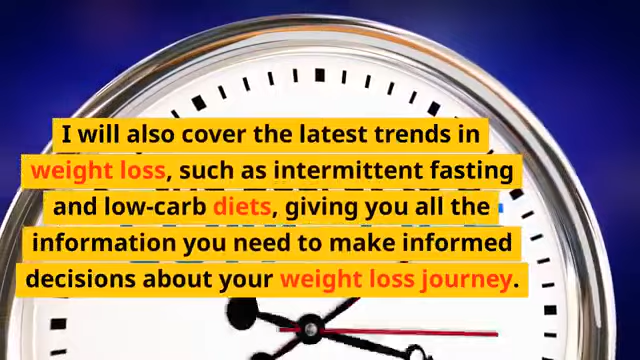 I will also cover the latest trends in
weight loss, such as intermittent fasting
and low-carb diets, giving you all the
information you need to make informed
decisions about your weight loss journey.